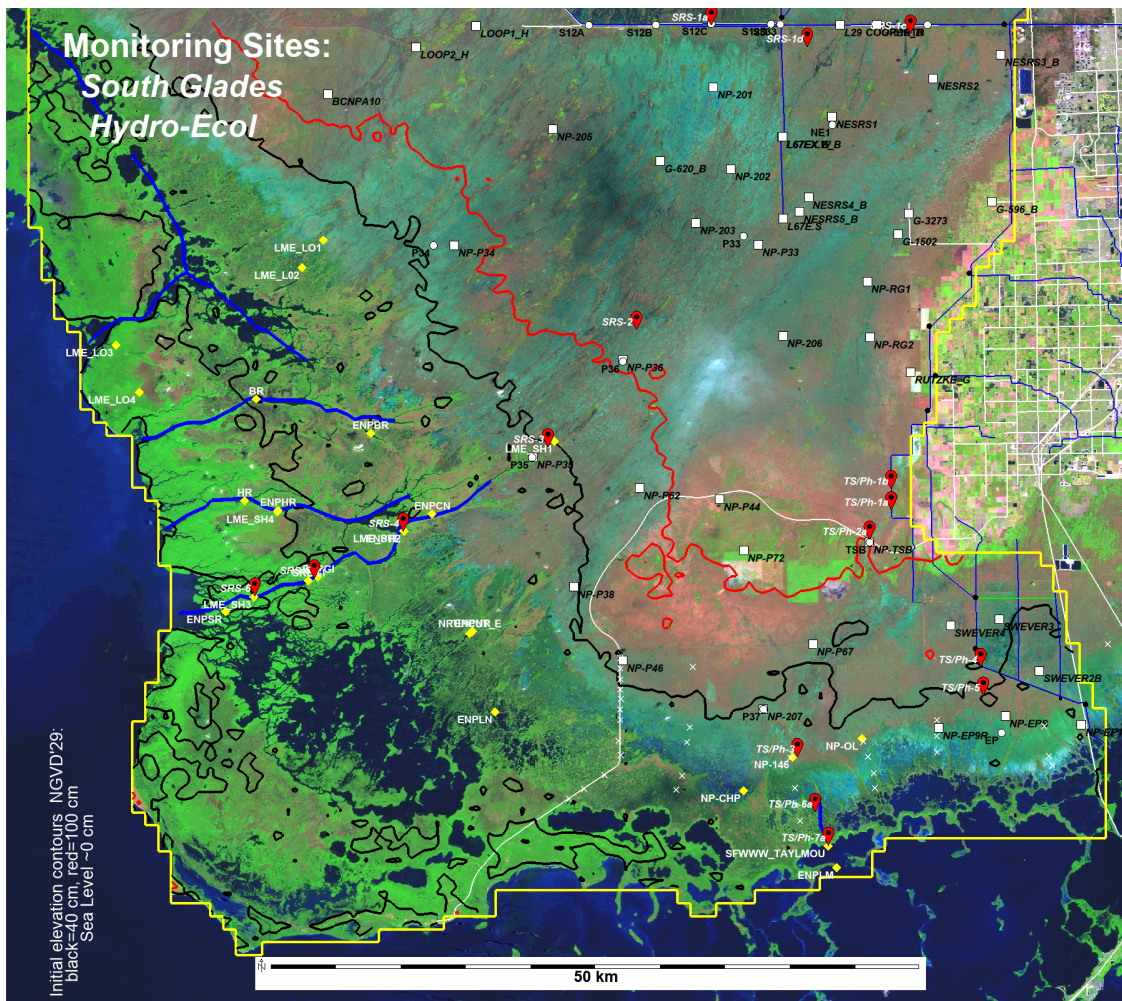 Monitoring Sites:
South Glades
Hydro-Ecol
SRS-1a
LOOP1_H
S12A
S12B
S12C
L29
SRS-1d
LOOP2_H
NESRS3_B
BCNPA10
NP-201
NESRS2
NP-205
NESRS1
NE1
G-620_B
NP-202
NESRS4_B
G-596_B
NESRS5_B
G-3273
L67E.S
NP-203
P33
NP-P33
G-1502
LME_LO1
P34
NP-P34
LME_L02
NP-RG1
SRS-2
LME_LO3
NP-206
NP-RG2
P36
NP-P36
RUTZKE_G
LME_LO4
BR
ENPBR
SRS-3
LME_SH1
P35
NP-P35
TS/Ph-1b
NP-P62
NP-P44
TS/Ph-1a
HR
ENPHR
LME_SH4
ENPCN
SRS-4
TS/Ph-2a
TSB
NP-TSB
NP-P72
SRS-6
NP-P38
LME_SH3
ENPSR
SWEVER4
SWEVER3
NP-P67
TS/Ph-4
NP-P46
SWEVER2B
TS/Ph-5
ENPLN
P37
NP-207
NP-EP9R
EP
TS/Ph-3
NP-OL
NP-146
NP-CHP
TS/Ph-6a
TS/Ph-7a
SFWWW_TAYLMOU
ENPLM
Initial elevation contours NGVD'29:
black=40 cm, red=100 cm
Sea Level ~0 cm
N
50 km